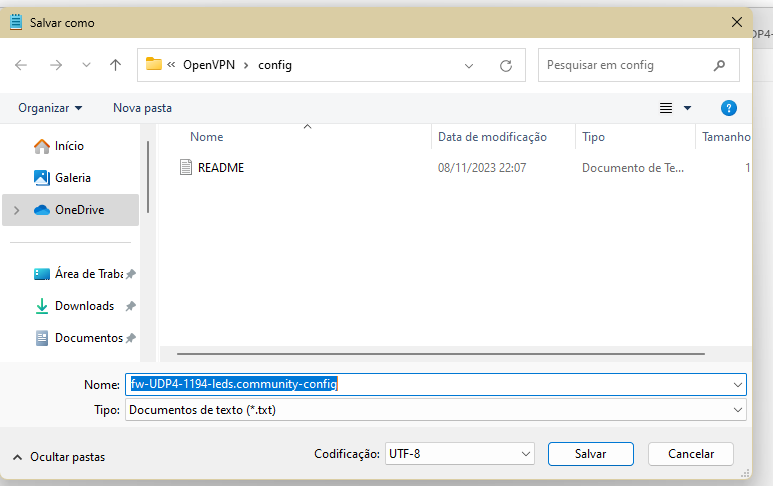 Salvar como
« OpenVPN > config
Pesquisar em config
Organizar
Nova pasta
Nome
Data de modificação
Tipo
Tamanho
Início
README
08/11/2023 22:07
Documento de Te...
1
Galeria
OneDrive
Área de Traba
Downloads
Documentos
Nome: fw-UDP4-1194-leds.community-config
Tipo: Documentos de texto (*.txt)
Ocultar pastas
Codificação: UTF-8
Salvar
Cancelar
DP4-